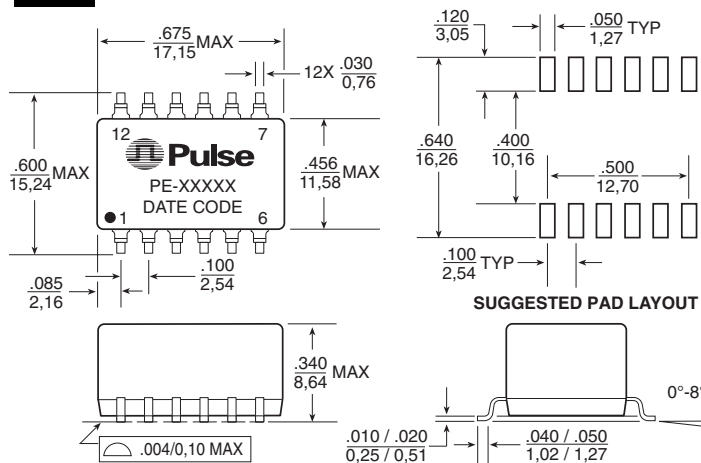 .675 / 17,15 MAX
12X .030 / 0,76
.600 / 15,24 MAX
12 7
Pulse
PE-XXXXX
DATE CODE
1 6
.456 / 11,58 MAX
.085 / 2,16
.100 / 2,54
.120 / 3,05
.050 / 1,27 TYP
.640 / 16,26
.400 / 10,16
.500 / 12,70
.100 / 2,54 TYP
SUGGESTED PAD LAYOUT
.340 / 8,64 MAX
.004/0,10 MAX
0°-8°
.010 / .020
0,25 / 0,51
.040 / .050
1,02 / 1,27